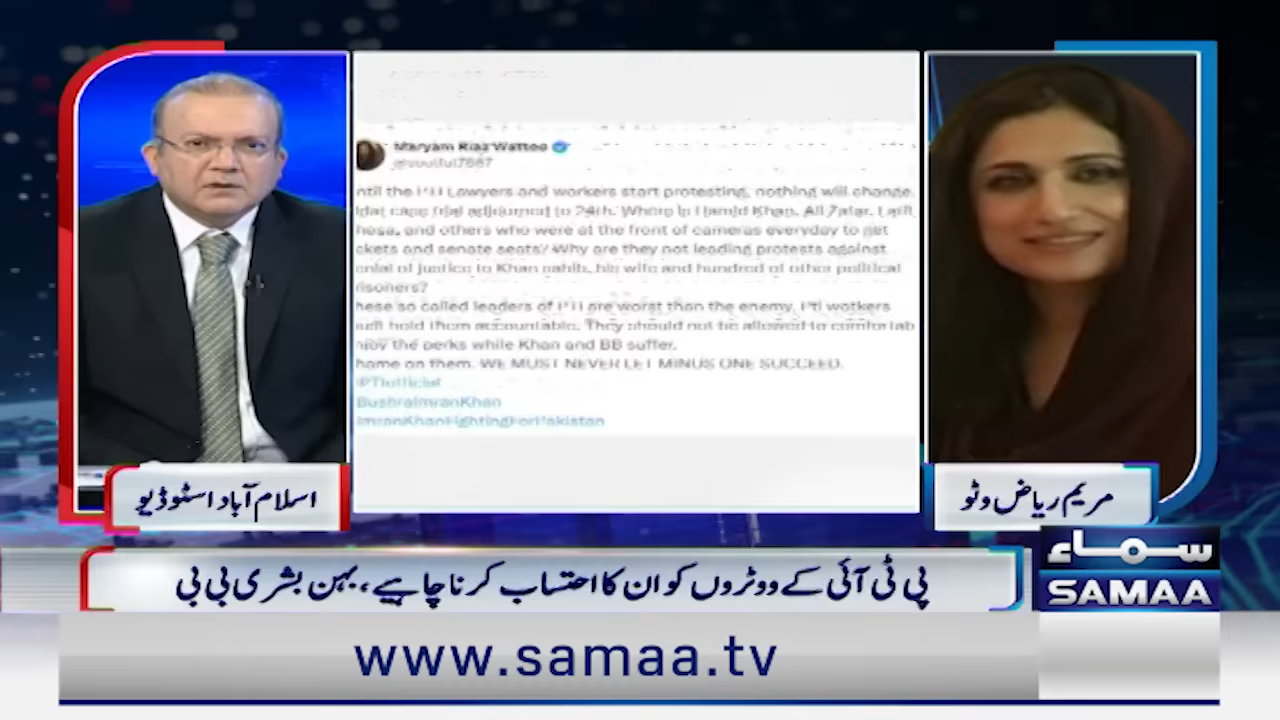 Maryam Riaz Wattoo
@soulful7867
ntil the PTI Lawyers and workers start protesting, nothing will change.
case trial adjourned to 24th. Where is Hamid Khan, Ali Zafar,
and others who were at the front of cameras everyday to get
ckets and senate seats? Why are they not leading protests against
enial of justice to Khan sahib, his wife and hundred of other political
risoners?
hese so called leaders of PTI are worst than the enemy. Pti workers
hold them accountable. They should not be allowed to
njoy the perks while Khan and BB suffer.
hame on them. WE MUST NEVER LET MINUS ONE SUCCEED.
PTIofficial
BushraImranKhan
ImranKhanFightingForPakistan
اسلام آباد اسٹوڈیو
مریم ریاض وٹو
پی ٹی آئی کے ووٹروں کو ان کا احتساب کرنا چاہیے، بہن بشریٰ بی بی
سماء
SAMAA
www.samaa.tv